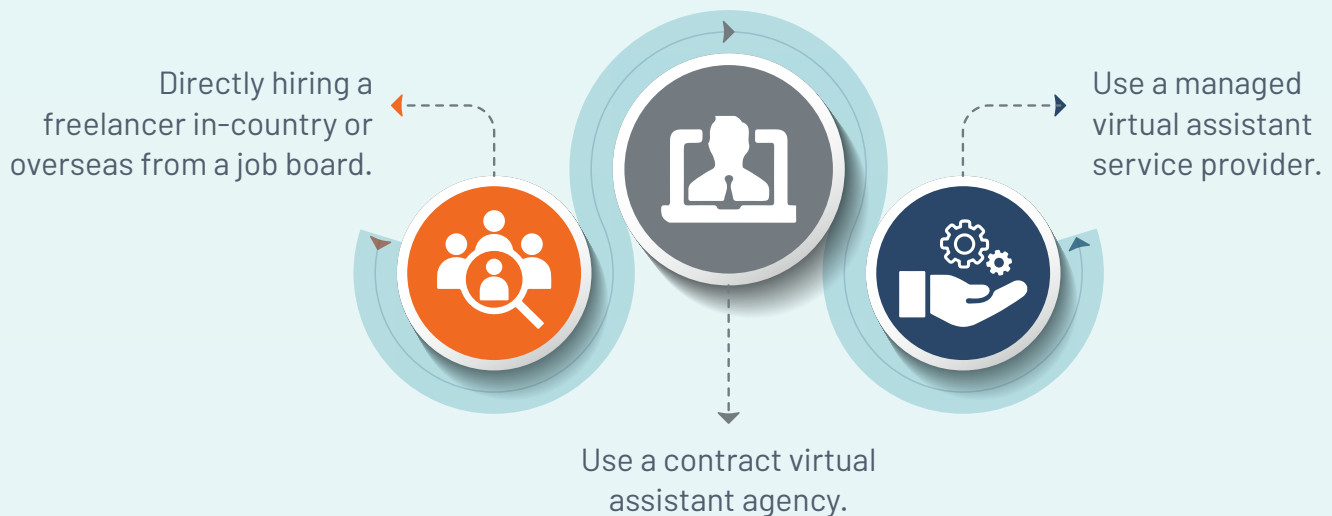 Directly hiring a
freelancer in-country or
overseas from a job board.
Use a contract virtual
assistant agency.
Use a managed
virtual assistant
service provider.